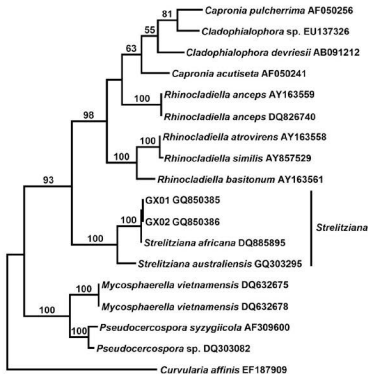 81 Capronia pulcherrima AF050256
55 Cladophialophora sp. EU137326
63 Cladophialophora devriesii AB091212
Capronia acutiseta AF050241
98 100 Rhinocladiella anceps AY163559
Rhinocladiella anceps DQ826740
Rhinocladiella atrovirens AY163558
100 Rhinocladiella similis AY857529
Rhinocladiella basitonum AY163561
93 GX01 GQ850385
GX02 GQ850386 Strelitziana
100 Strelitziana africana DQ885895
Strelitziana australiensis GQ303295
Mycosphaerella vietnamensis DQ632675
100 Mycosphaerella vietnamensis DQ632678
100 Pseudocercospora syzygiicola AF309600
100 Pseudocercospora sp. DQ303082
Curvularia affinis EF187909